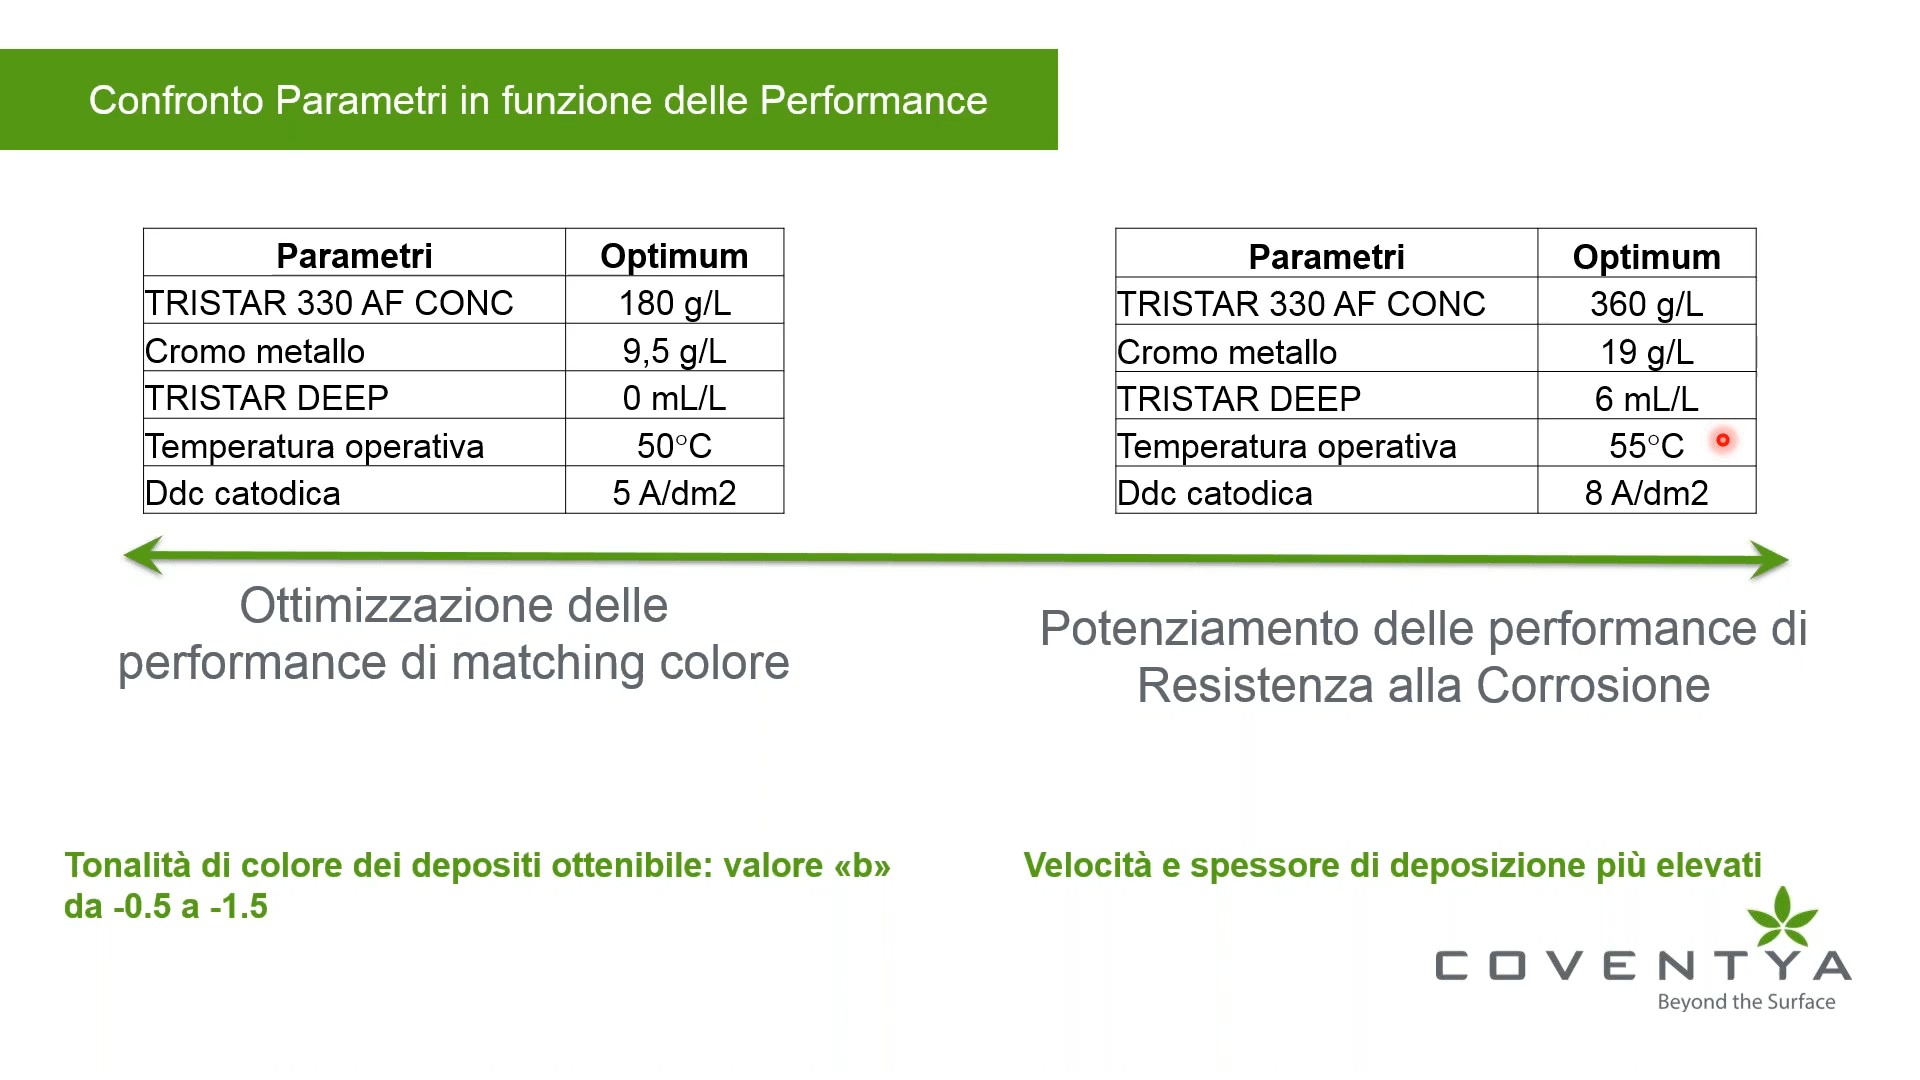 Confronto Parametri in funzione delle Performance
Parametri Optimum
TRISTAR 330 AF CONC 180 g/L
Cromo metallo 9,5 g/L
TRISTAR DEEP 0 mL/L
Temperatura operativa 50°C
Ddc catodica 5 A/dm2
Parametri Optimum
TRISTAR 330 AF CONC 360 g/L
Cromo metallo 19 g/L
TRISTAR DEEP 6 mL/L
Temperatura operativa 55°C
Ddc catodica 8 A/dm2
Ottimizzazione delle
performance di matching colore
Potenziamento delle performance di
Resistenza alla Corrosione
Tonalità di colore dei depositi ottenibile: valore «b»
da -0.5 a -1.5
Velocità e spessore di deposizione più elevati
COVENTYA
Beyond the Surface